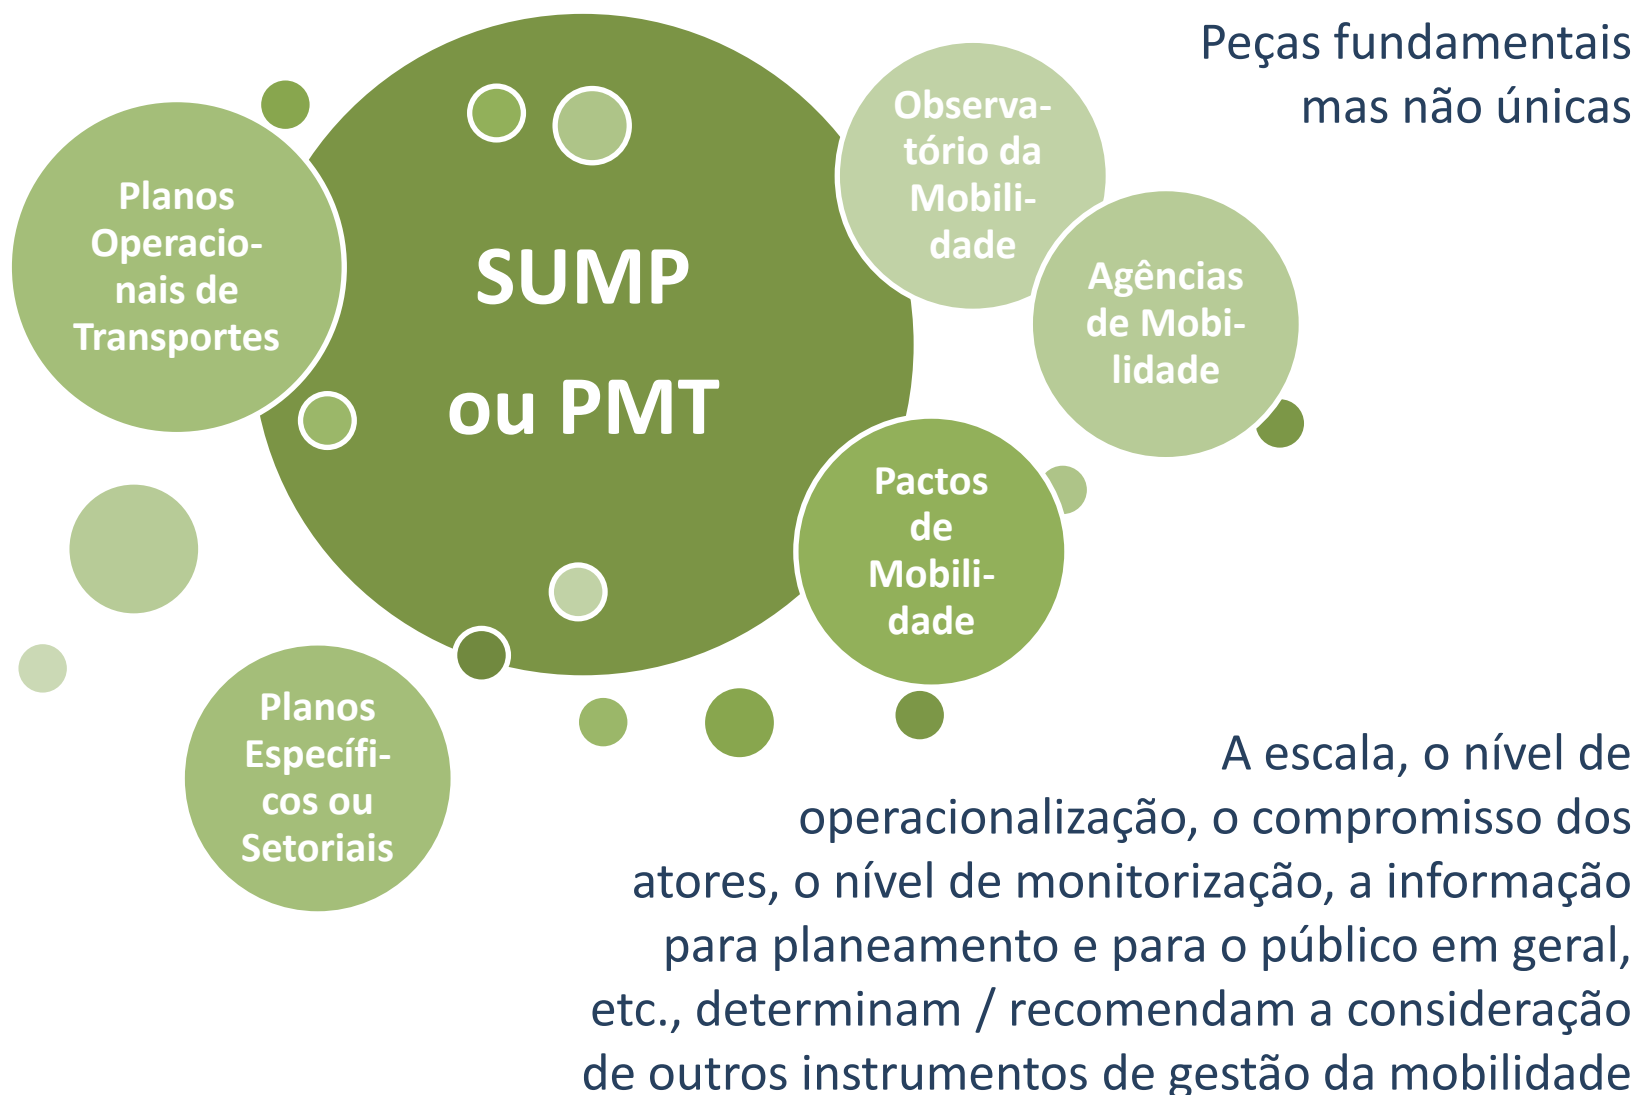 Peças fundamentais
mas não únicas
Planos
Operacio-
nais de
Transportes
SUMP
ou PMT
Observa-
tório da
Mobili-
dade
Agências
de Mobi-
lidade
Pactos
de
Mobili-
dade
Planos
Específi-
cos ou
Setoriais
A escala, o nível de
operacionalização, o compromisso dos
atores, o nível de monitorização, a informação
para planeamento e para o público em geral,
etc., determinam / recomendam a consideração
de outros instrumentos de gestão da mobilidade